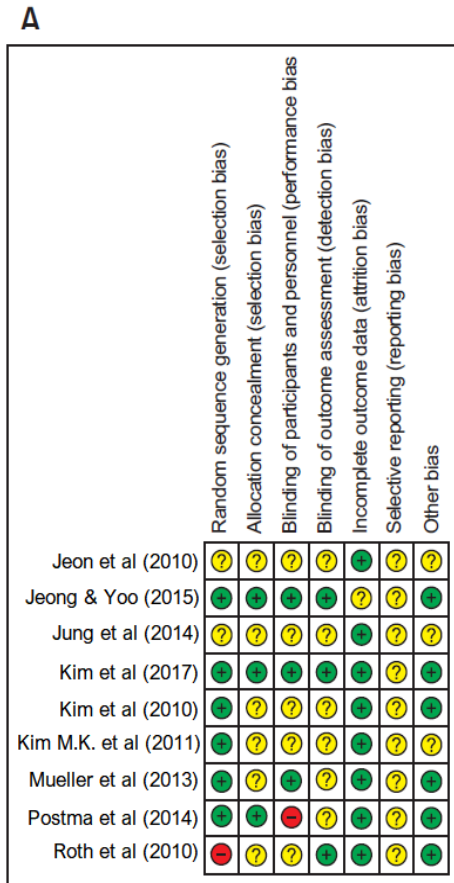 A
Random sequence generation (selection bias)
Allocation concealment (selection bias)
Blinding of participants and personnel (performance bias
Blinding of outcome assessment (detection bias)
Incomplete outcome data (attrition bias)
Selective reporting (reporting bias)
Other bias
Jeon et al (2010) ? ? ? ? + ? ?
Jeong & Yoo (2015) + + + + ? ? +
Jung et al (2014) ? ? ? ? + ? ?
Kim et al (2017) + + + + + ? +
Kim et al (2010) + ? ? ? + ? +
Kim M.K. et al (2011) + ? ? ? + ? ?
Mueller et al (2013) + ? + ? + ? +
Postma et al (2014) + + − ? + ? +
Roth et al (2010) − ? ? + + ? +